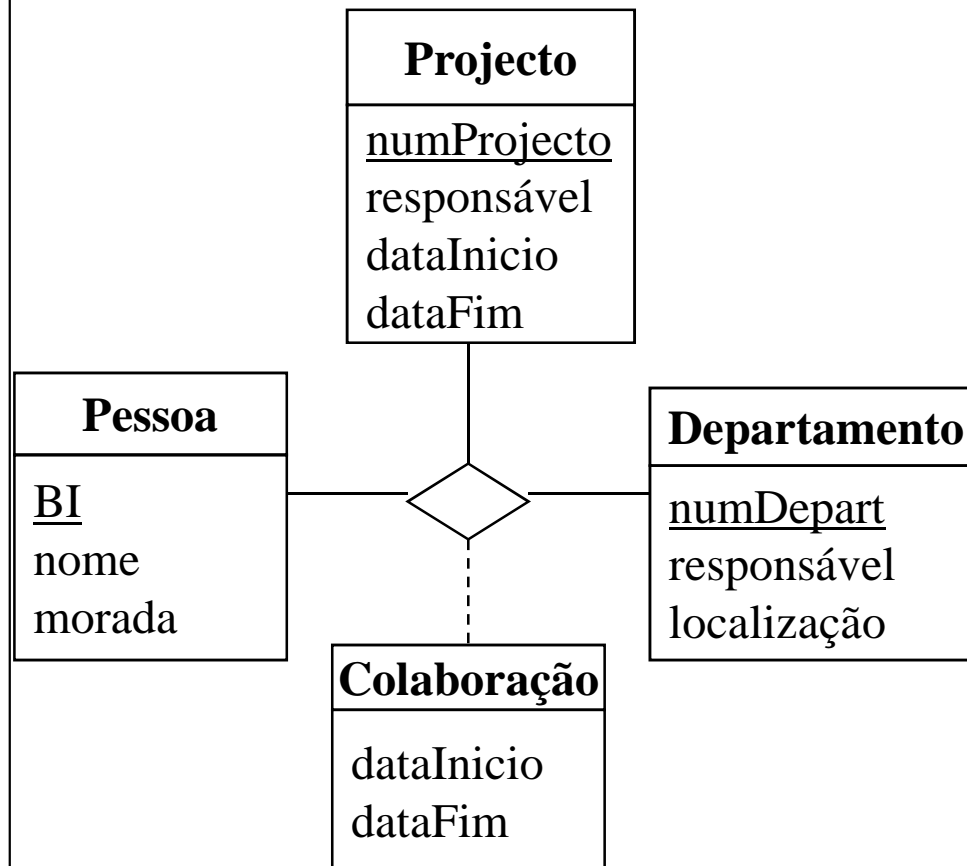 Projecto
numProjecto
responsável
dataInicio
dataFim
Pessoa
BI
nome
morada
Departamento
numDepart
responsável
localização
Colaboração
dataInicio
dataFim